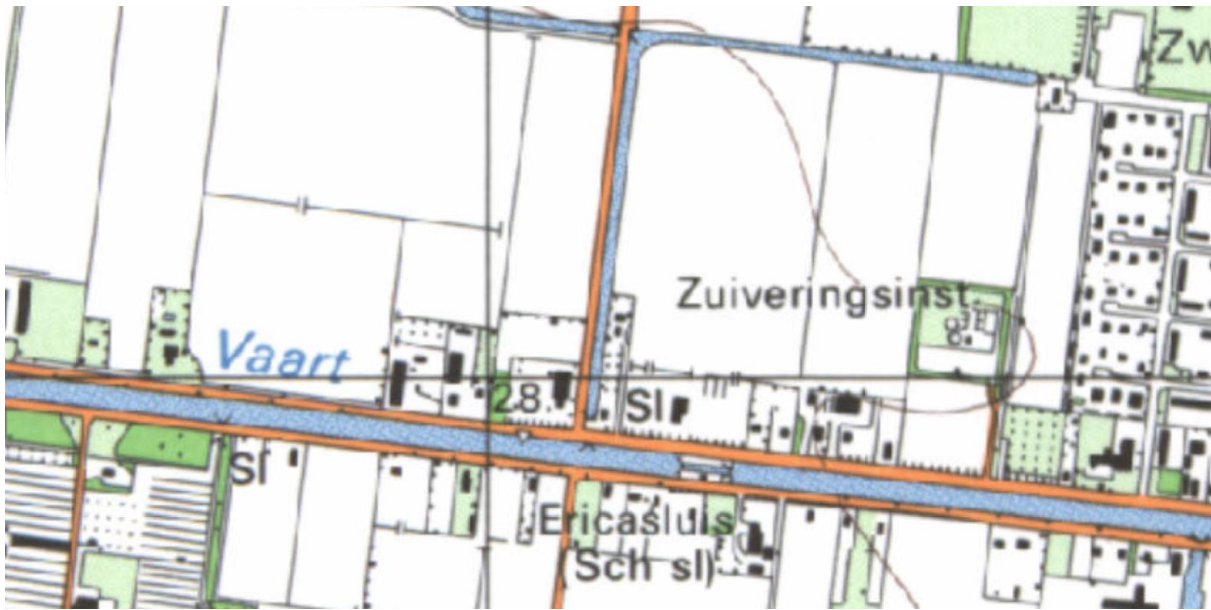 Zw
Zuiveringsinst.
Vaart
28.
Sl
Sl
Ericasluis
(Sch sl)